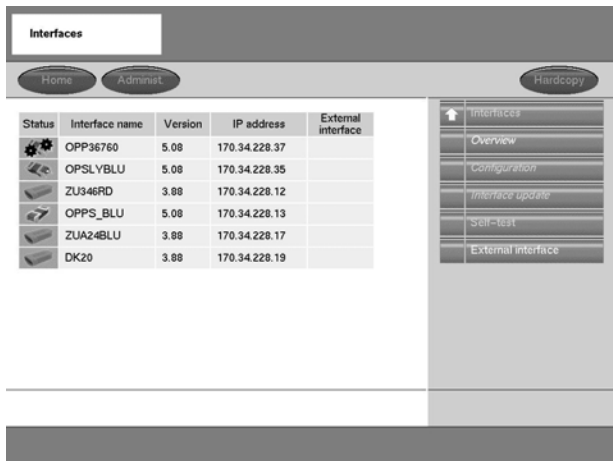 Interfaces
Home Administ. Hardcopy
Status Interface name Version IP address External interface
OPP36760 5.08 170.34.228.37
OPSLYBLU 5.08 170.34.228.35
ZU346RD 3.88 170.34.228.12
OPPS_BLU 5.08 170.34.228.13
ZUA24BLU 3.88 170.34.228.17
DK20 3.88 170.34.228.19
Interfaces
Overview
Configuration
Interface update
Self-test
External interface